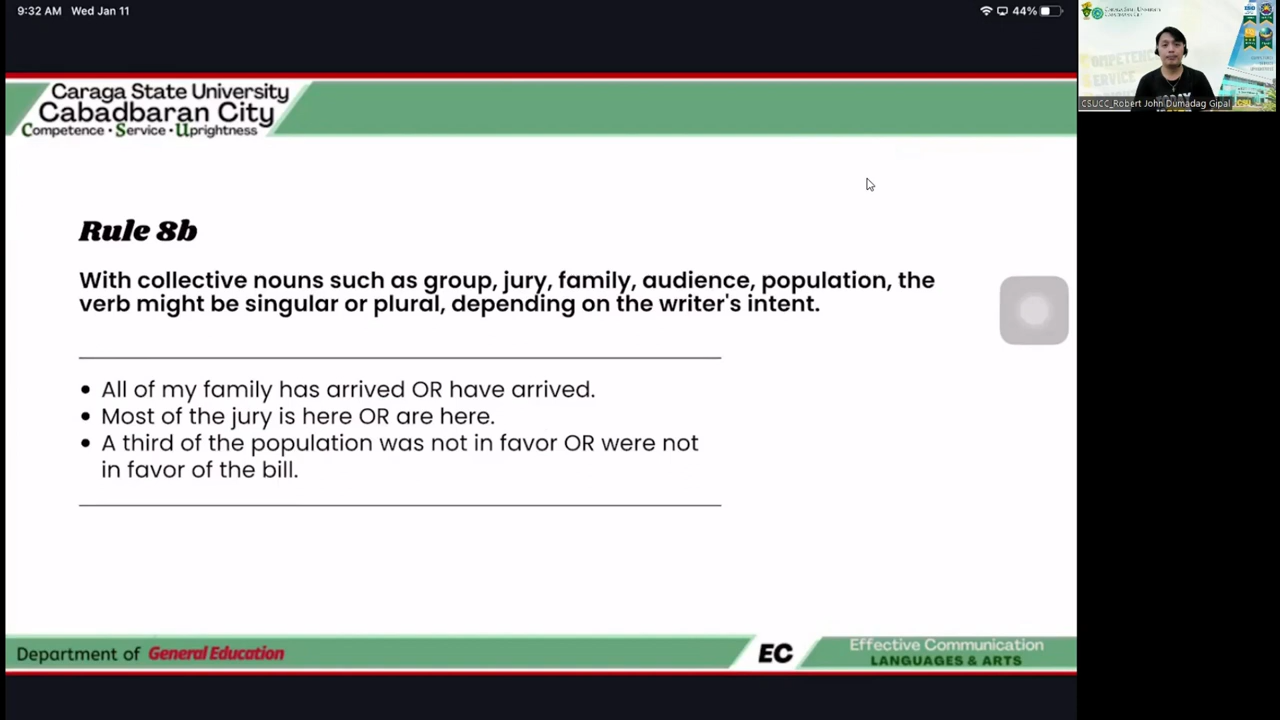 9:32 AM Wed Jan 11
44%
Caraga State University
Cabadbaran City
Competence • Service • Uprightness
Rule 8b
With collective nouns such as group, jury, family, audience, population, the
verb might be singular or plural, depending on the writer's intent.
• All of my family has arrived OR have arrived.
• Most of the jury is here OR are here.
• A third of the population was not in favor OR were not
in favor of the bill.
Department of General Education
EC
Effective Communication
LANGUAGES & ARTS
CSUCC_Robert John Dumadag Gipal